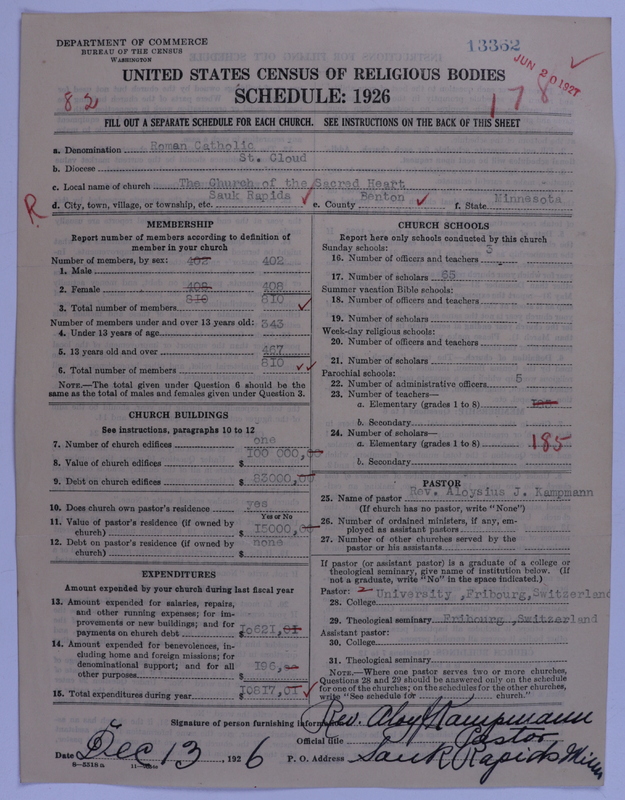 DEPARTMENT OF COMMERCE
BUREAU OF THE CENSUS
WASHINGTON
13362
JUN 20 1927
UNITED STATES CENSUS OF RELIGIOUS BODIES
82
SCHEDULE: 1926
178
FILL OUT A SEPARATE SCHEDULE FOR EACH CHURCH. SEE INSTRUCTIONS ON THE BACK OF THIS SHEET
a. Denomination Roman Catholic
b. Diocese St. Cloud
c. Local name of church The Church of the Sacred Heart
R
d. City, town, village, or township, etc. Sauk Rapids e. County Benton f. State Minnesota
MEMBERSHIP
Report number of members according to definition of
member in your church
Number of members, by sex:
1. Male 402 402
2. Female 408 408
3. Total number of members 810 810
Number of members under and over 13 years old:
4. Under 13 years of age 343
5. 13 years old and over 467
6. Total number of members 810
NOTE.—The total given under Question 6 should be
same as the total of males and females given under Question 3.
CHURCH BUILDINGS
See instructions, paragraphs 10 to 12
7. Number of church edifices one
8. Value of church edifices $ 100 000,00
9. Debt on church edifices $ 83000,00
10. Does church own pastor's residence yes
Yes or No
11. Value of pastor's residence (if owned by
church) $ 15000,00
12. Debt on pastor's residence (if owned by
church) $ none
EXPENDITURES
Amount expended by your church during last fiscal year
13. Amount expended for salaries, repairs,
and other running expenses; for im-
provements or new buildings; and for
payments on church debt $ 10621,01
14. Amount expended for benevolences, in-
cluding home and foreign missions; for
denominational support; and for all
other purposes $ 196,
15. Total expenditures during year $ 10817,01
CHURCH SCHOOLS
Report here only schools conducted by this church
Sunday schools:
16. Number of officers and teachers 3
17. Number of scholars 65
Summer vacation Bible schools:
18. Number of officers and teachers
19. Number of scholars
Week-day religious schools:
20. Number of officers and teachers
21. Number of scholars
Parochial schools:
22. Number of administrative officers 5
23. Number of teachers—
a. Elementary (grades 1 to 8)
b. Secondary
24. Number of scholars—
a. Elementary (grades 1 to 8) 185
b. Secondary
PASTOR
25. Name of pastor Rev. Aloysius J. Kampmann
(If church has no pastor, write "None")
26. Number of ordained ministers, if any, em-
ployed as assistant pastors
27. Number of other churches served by the
pastor or his assistants
If pastor (or assistant pastor) is a graduate of a college or
theological seminary, give name of institution below. (If
not a graduate, write "No" in the space indicated.)
Pastor:
28. College University ,Fribourg,Switzerland
29. Theological seminary Fribourg ,Switzerland
Assistant pastor:
30. College
31. Theological seminary
NOTE.—Where one pastor serves two or more churches,
Questions 28 and 29 should be answered only on the schedule
for one of the churches; on the schedules for the other churches,
write "See schedule for church."
Signature of person furnishing information Rev. Aloys J Kampmann
Official title Pastor
Date Dec 13, 1926 P. O. Address Sauk Rapids Minn